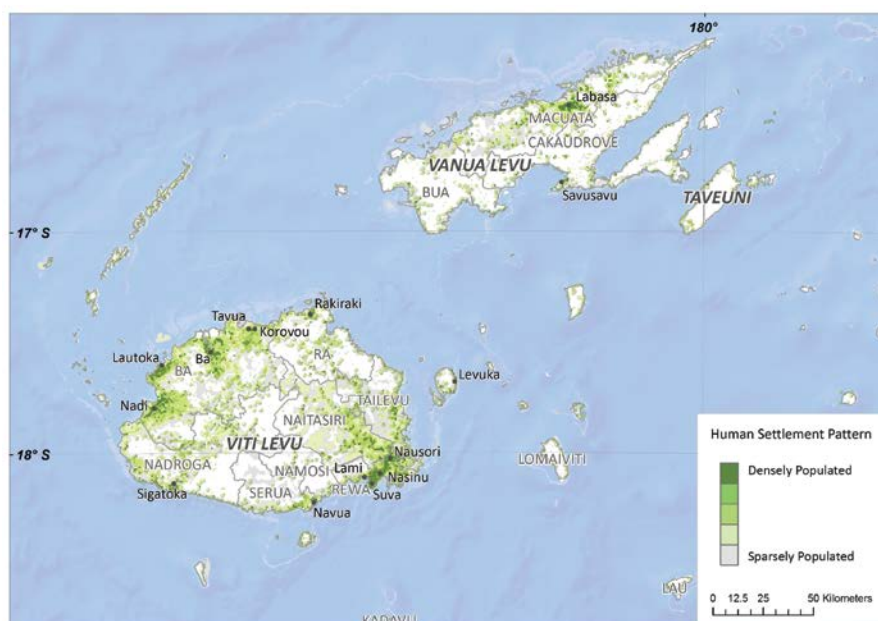 180°
Labasa
MACUATA
CAKAUDROVE
VANUA LEVU
BUA
Savusavu
TAVEUNI
17° S
Rakiraki
Tavua
Korovou
Lautoka
Ba
BA
RA
Levuka
Nadi
TAILEVU
NAITASIRI
VITI LEVU
18° S
Nausori
NADROGA
NAMOSI
Lami
Nasinu
LOMAIVITI
Sigatoka
SERUA
REWA
Suva
Navua
LAU
KADAVU
Human Settlement Pattern
Densely Populated
Sparsely Populated
0 12.5 25 50 Kilometers